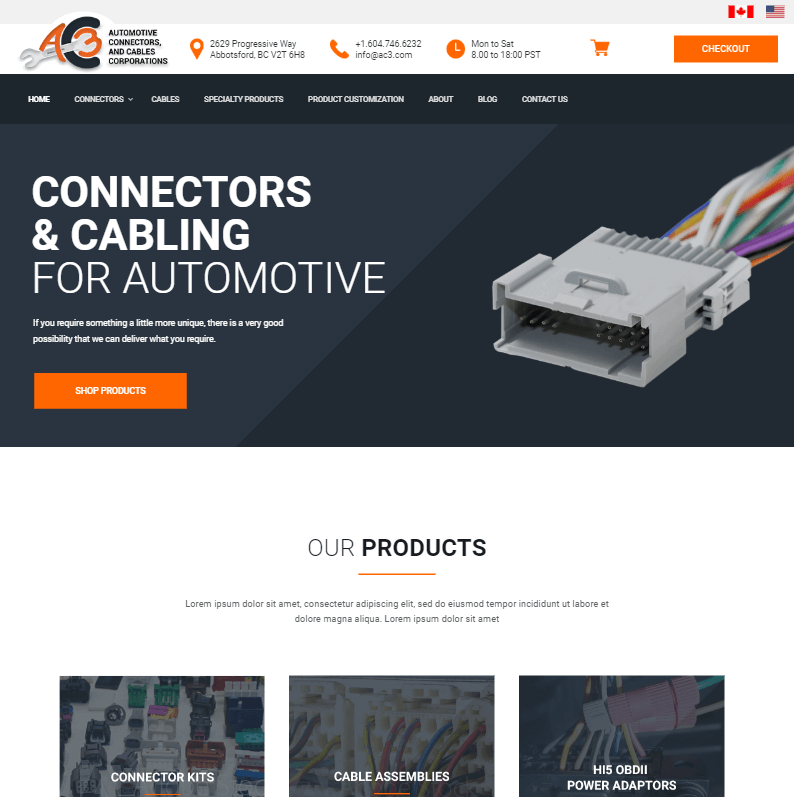 AC3
AUTOMOTIVE
CONNECTORS,
AND CABLES
CORPORATIONS
2629 Progressive Way
Abbotsford, BC V2T 6H8
+1.604.746.6232
info@ac3.com
Mon to Sat
8.00 to 18:00 PST
CHECKOUT
HOME CONNECTORS CABLES SPECIALTY PRODUCTS PRODUCT CUSTOMIZATION ABOUT BLOG CONTACT US
CONNECTORS
& CABLING
FOR AUTOMOTIVE
If you require something a little more unique, there is a very good
possibility that we can deliver what you require.
SHOP PRODUCTS
OUR PRODUCTS
Lorem ipsum dolor sit amet, consectetur adipiscing elit, sed do eiusmod tempor incididunt ut labore et
dolore magna aliqua. Lorem ipsum dolor sit amet
CONNECTOR KITS
CABLE ASSEMBLIES
HI5 OBDII
POWER ADAPTORS